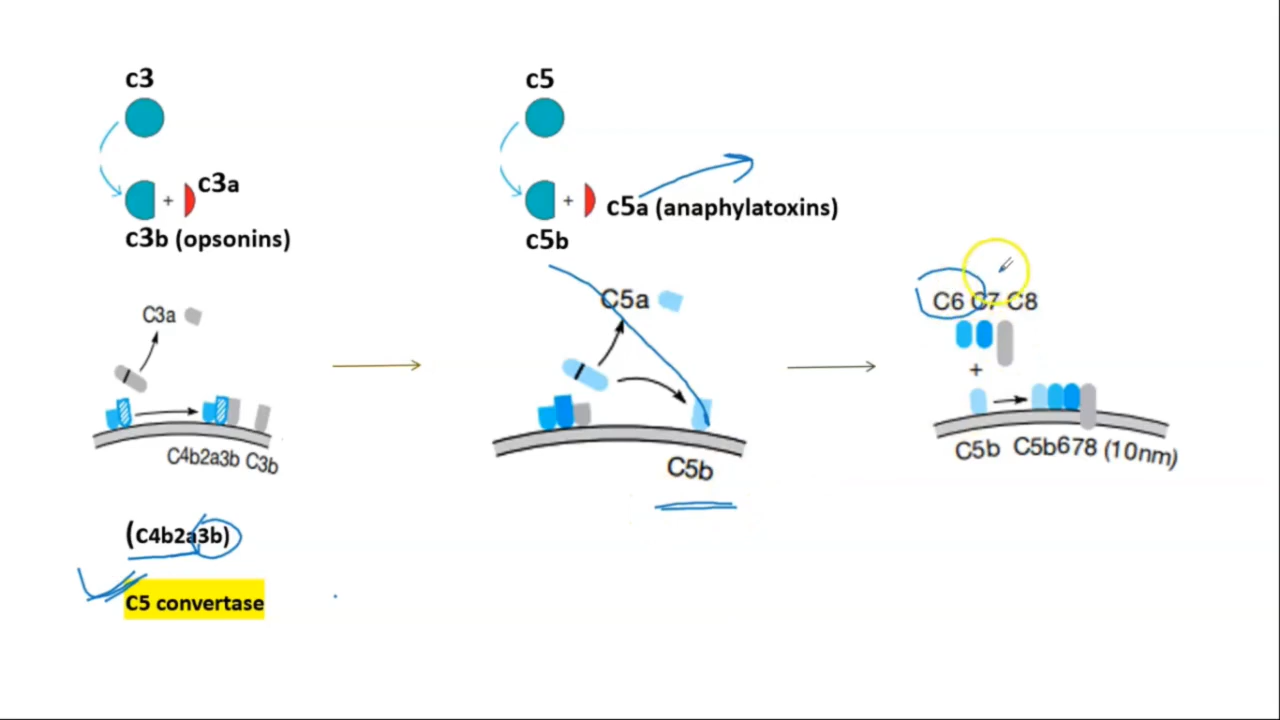 c3
c3a
+
c3b (opsonins)
C3a
C4b2a3b C3b
(C4b2a3b)
C5 convertase
c5
+
c5a (anaphylatoxins)
c5b
C5a
C5b
C6 C7 C8
+
C5b C5b678 (10nm)